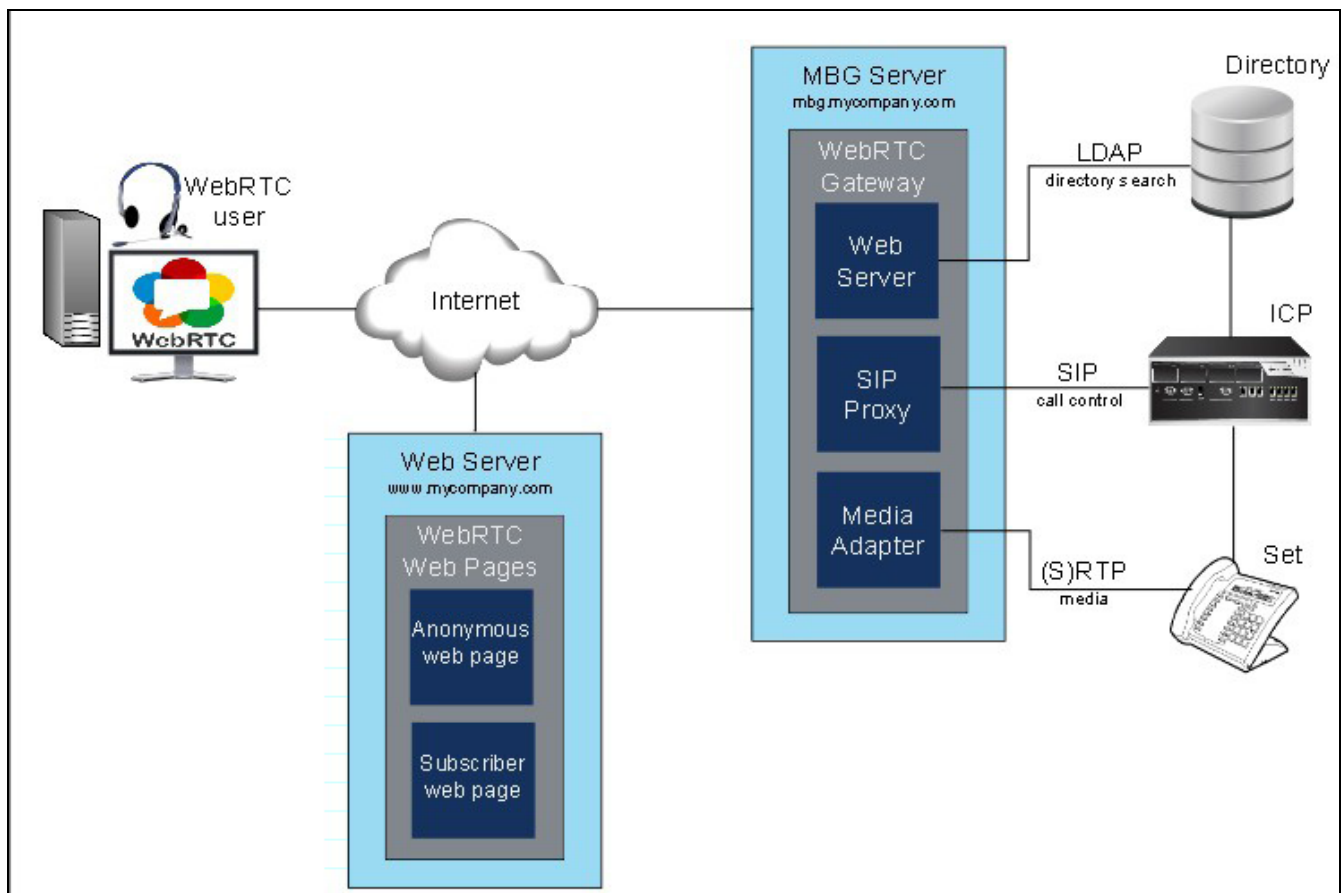 WebRTC
user
WebRTC
Internet
Web Server
www.mycompany.com
WebRTC
Web Pages
Anonymous
web page
Subscriber
web page
MBG Server
mbg.mycompany.com
WebRTC
Gateway
Web
Server
SIP
Proxy
Media
Adapter
LDAP
directory search
SIP
call control
(S)RTP
media
Directory
ICP
Set